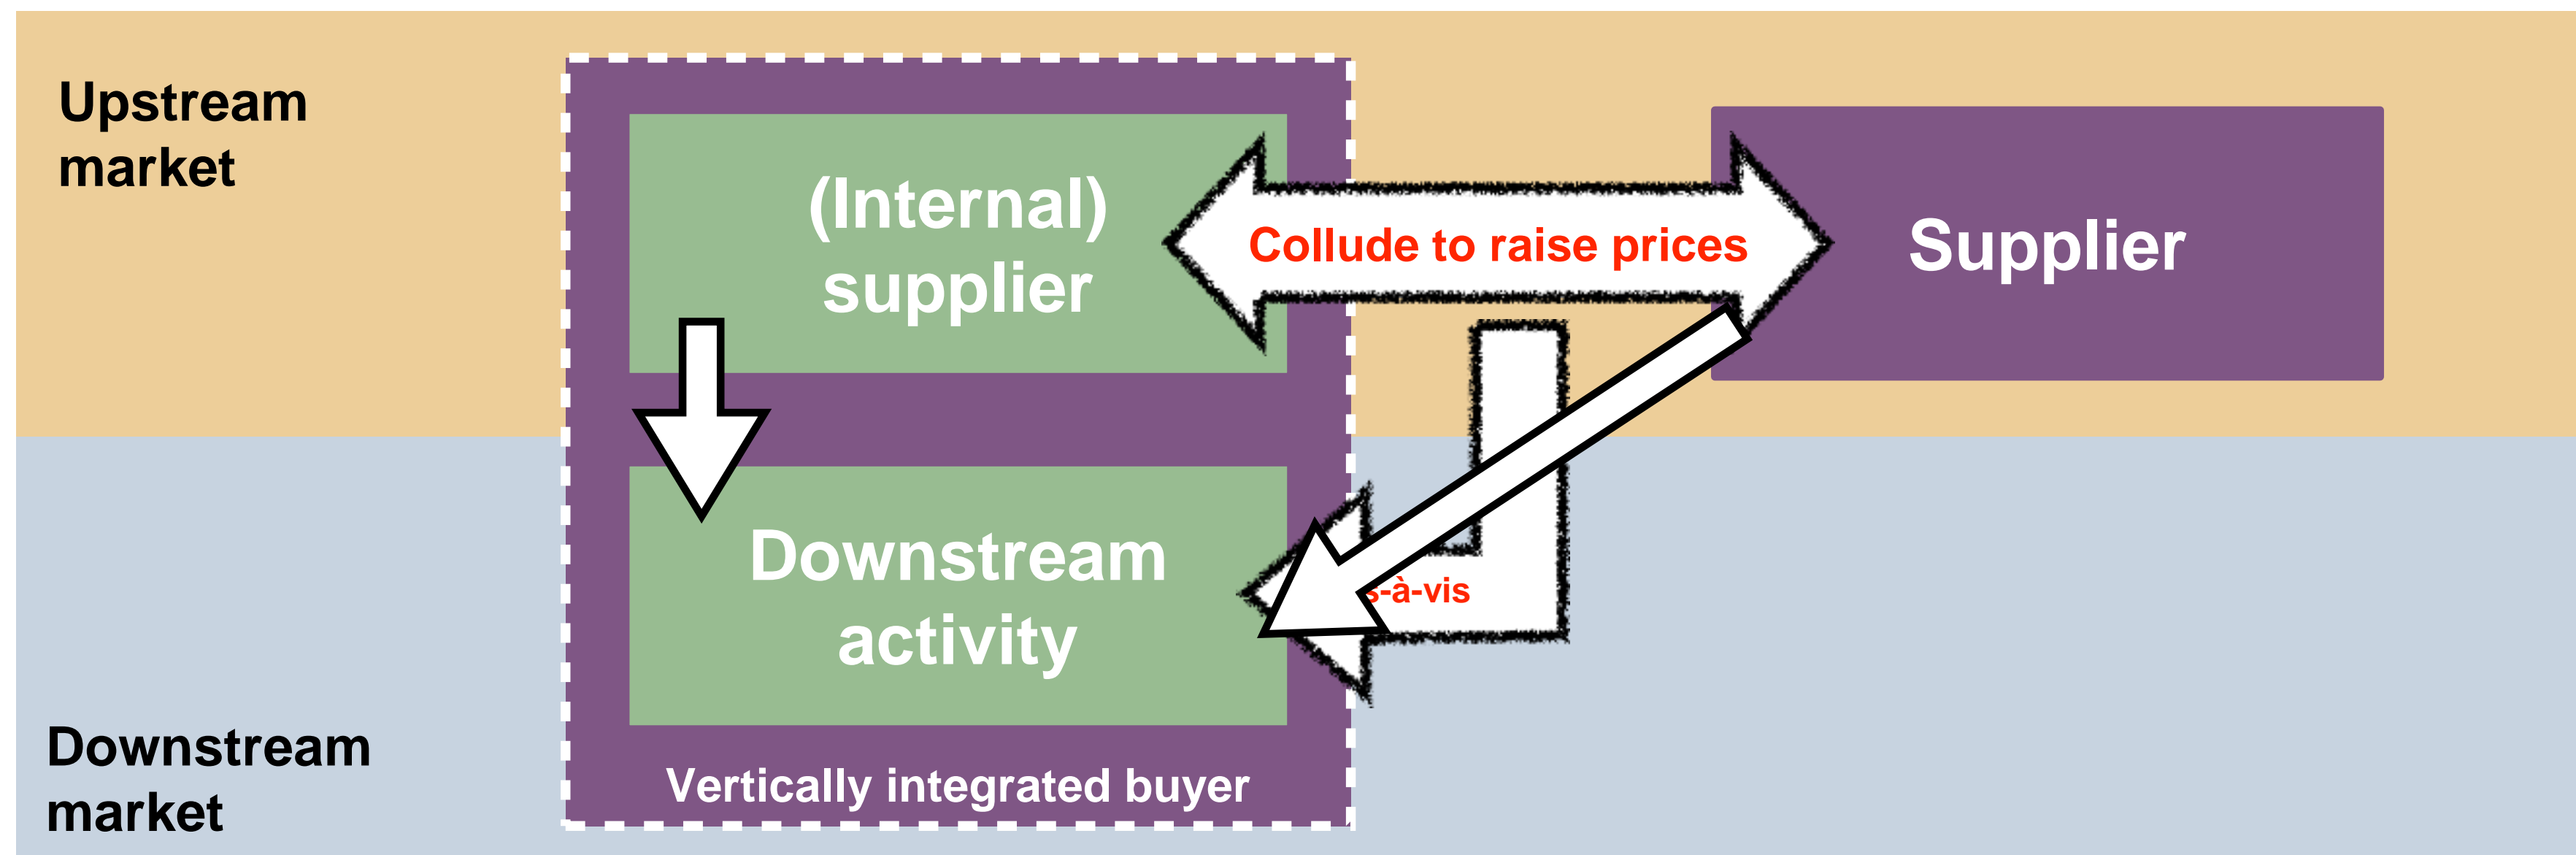 Upstream
market
(Internal)
supplier
Collude to raise prices
Supplier
Downstream
activity
s-à-vis
Vertically integrated buyer
Downstream
market